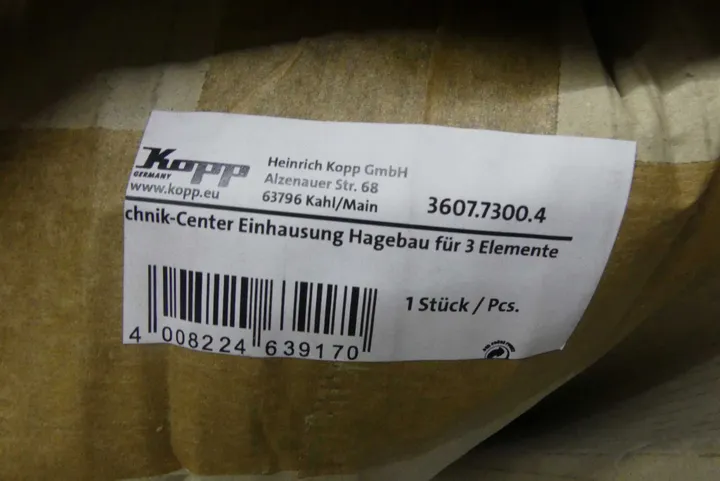 Kopp
GERMANY
www.kopp.eu
Heinrich Kopp GmbH
Alzenauer Str. 68
63796 Kahl/Main
3607.7300.4
chnik-Center Einhausung Hagebau für 3 Elemente
1 Stück / Pcs.
4 008224 639170